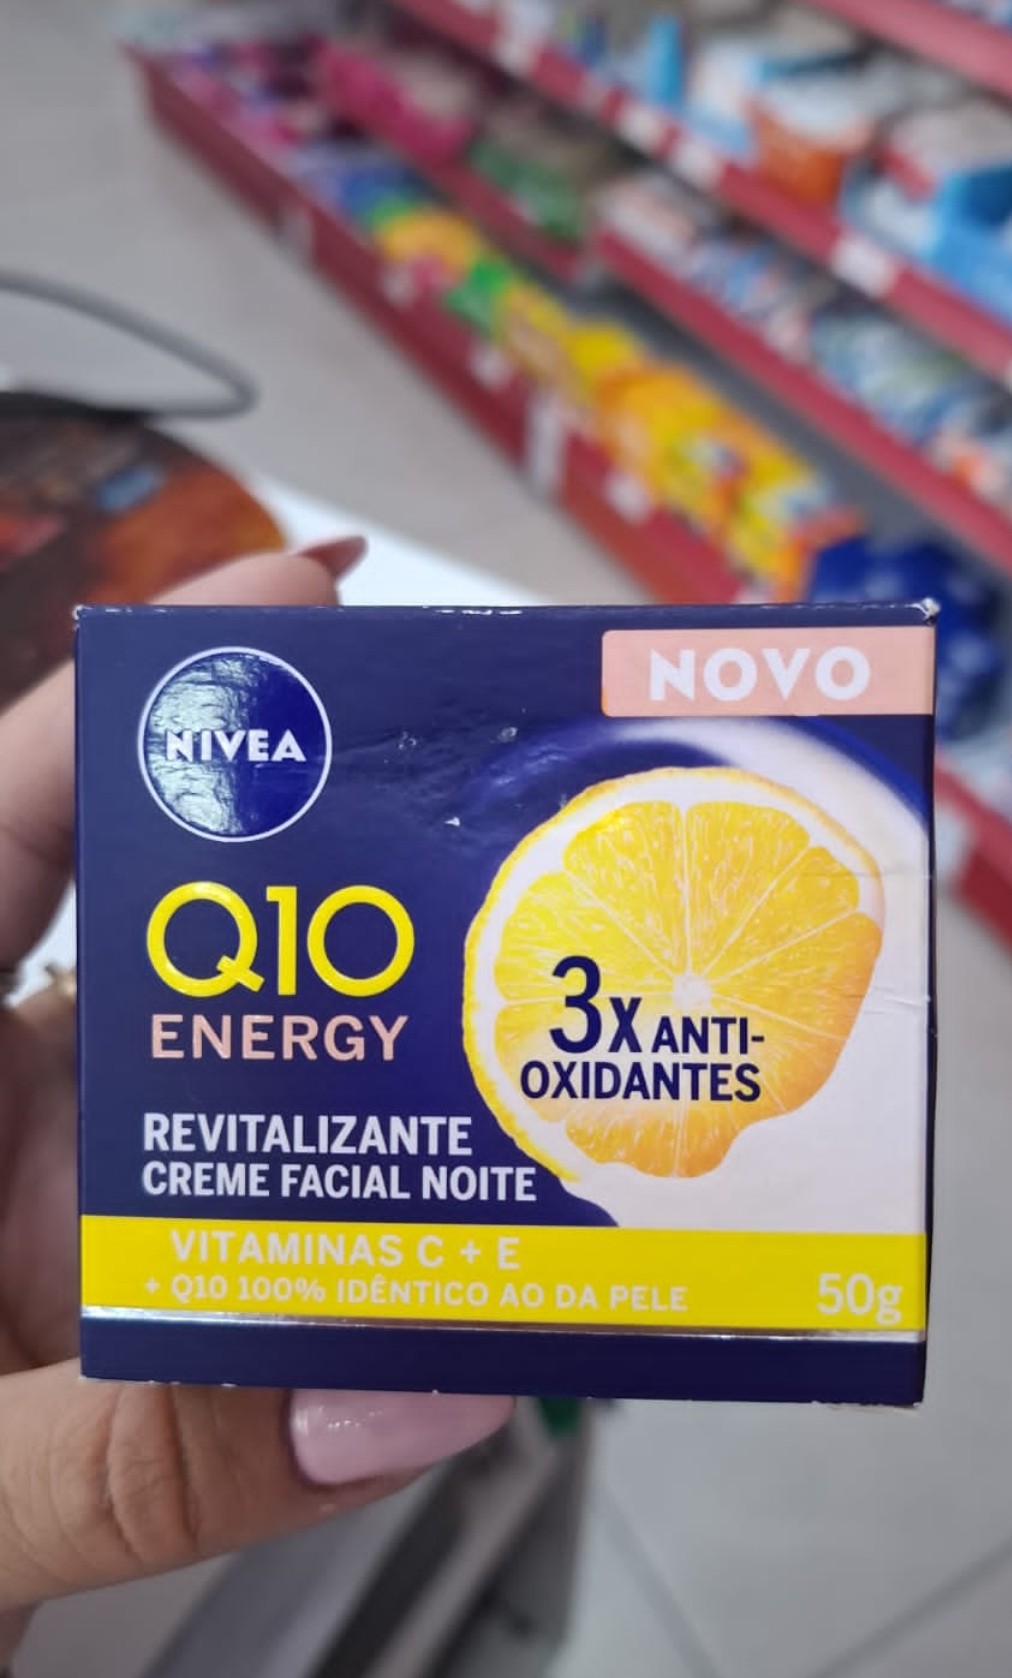 NOVO
NIVEA
Q10
ENERGY
3x ANTI-
OXIDANTES
REVITALIZANTE
CREME FACIAL NOITE
VITAMINAS C + E
+ Q10 100% IDÊNTICO AO DA PELE
50g